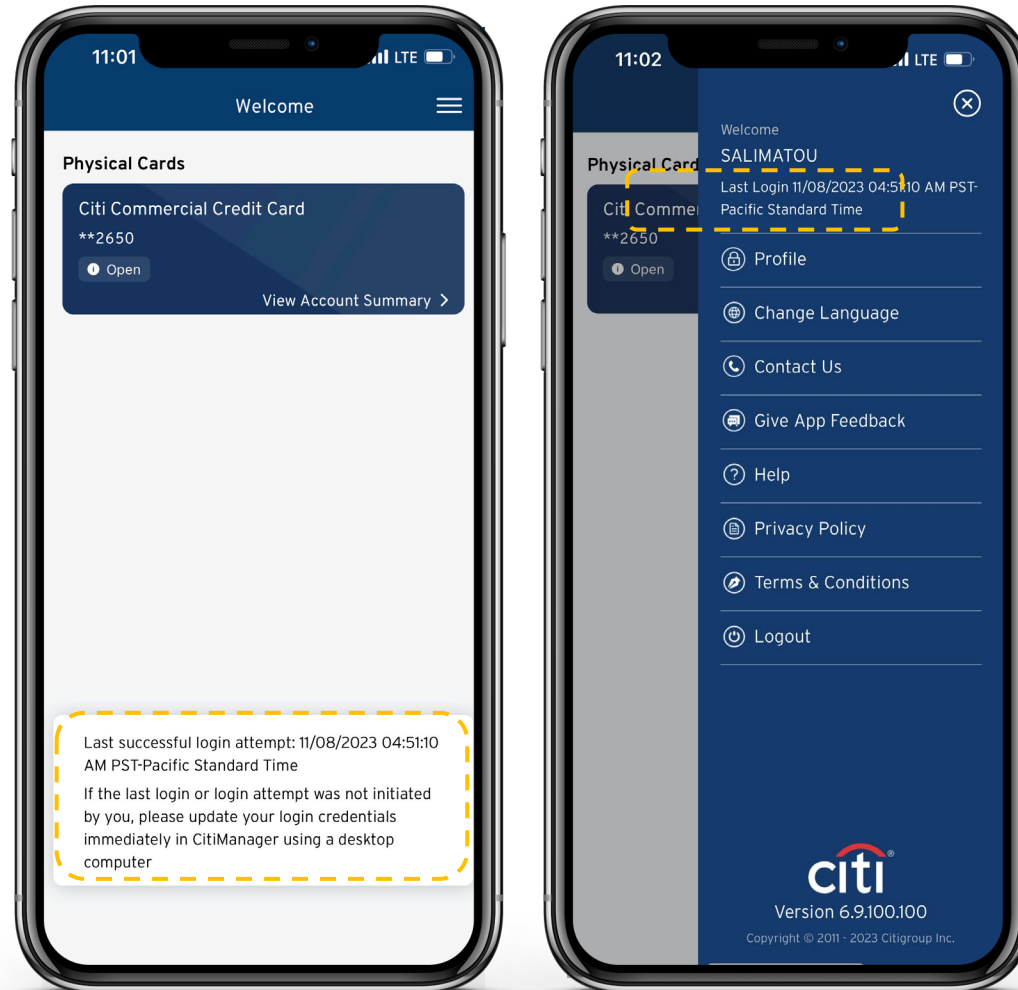 11:01
LTE
Welcome
Physical Cards
Citi Commercial Credit Card
**2650
Open
View Account Summary
Last successful login attempt: 11/08/2023 04:51:10
AM PST-Pacific Standard Time
If the last login or login attempt was not initiated
by you, please update your login credentials
immediately in CitiManager using a desktop
computer
11:02
LTE
Physical Card
Citi Commer
**2650
Open
Welcome
SALIMATOU
Last Login 11/08/2023 04:51:10 AM PST-
Pacific Standard Time
Profile
Change Language
Contact Us
Give App Feedback
Help
Privacy Policy
Terms & Conditions
Logout
citi®
Version 6.9.100.100
Copyright © 2011 - 2023 Citigroup Inc.